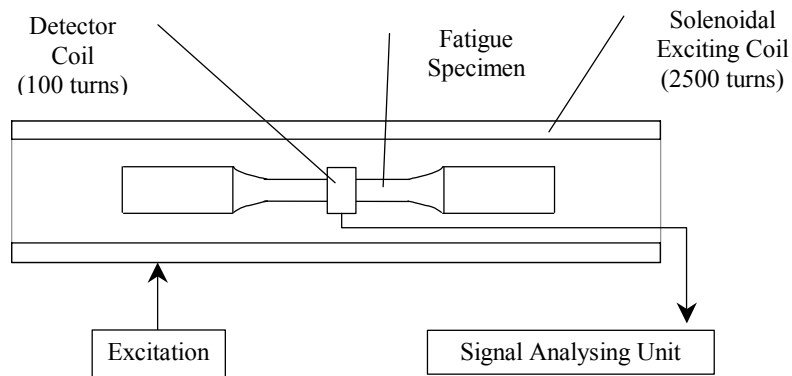 Detector
Coil
(100 turns)
Fatigue
Specimen
Solenoidal
Exciting Coil
(2500 turns)
Excitation
Signal Analysing Unit